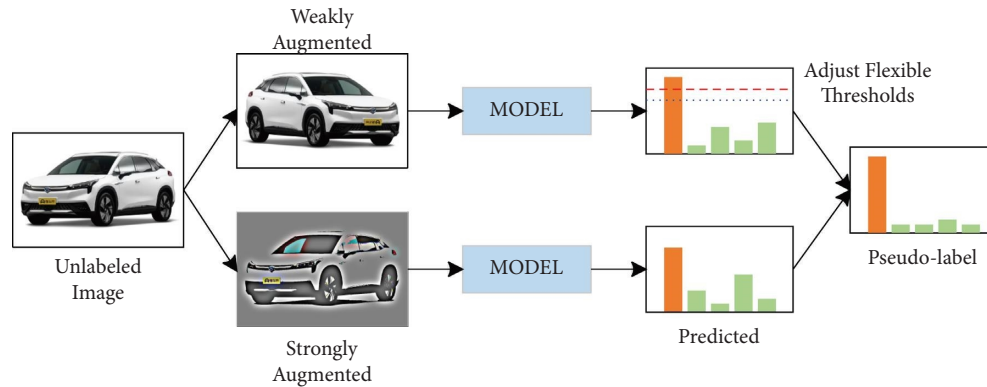 Weakly
Augmented
MODEL
Adjust Flexible
Thresholds
Unlabeled
Image
Strongly
Augmented
MODEL
Predicted
Pseudo-label